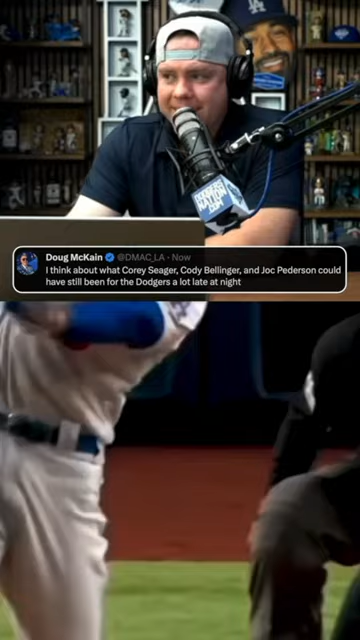 DODGERS
NATION
.COM
Doug McKain @DMAC_LA · Now
I think about what Corey Seager, Cody Bellinger, and Joc Pederson could
have still been for the Dodgers a lot late at night